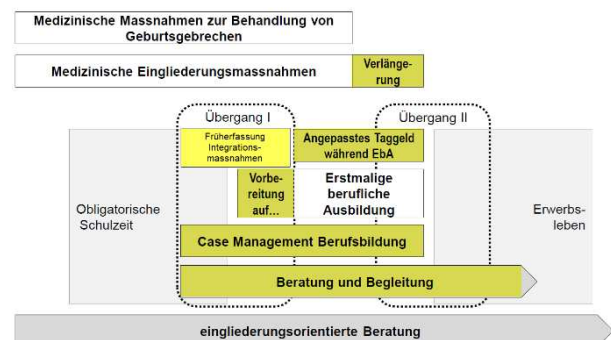 Medizinische Massnahmen zur Behandlung von
Geburtsgebrechen
Medizinische Eingliederungsmassnahmen
Verlänge-
rung
Übergang I
Übergang II
Früherfassung
Integrations-
massnahmen
Angepasstes Taggeld
während EbA
Vorbe-
reitung
auf...
Erstmalige
berufliche
Ausbildung
Obligatorische
Schulzeit
Erwerbs-
leben
Case Management Berufsbildung
Beratung und Begleitung
eingliederungsorientierte Beratung